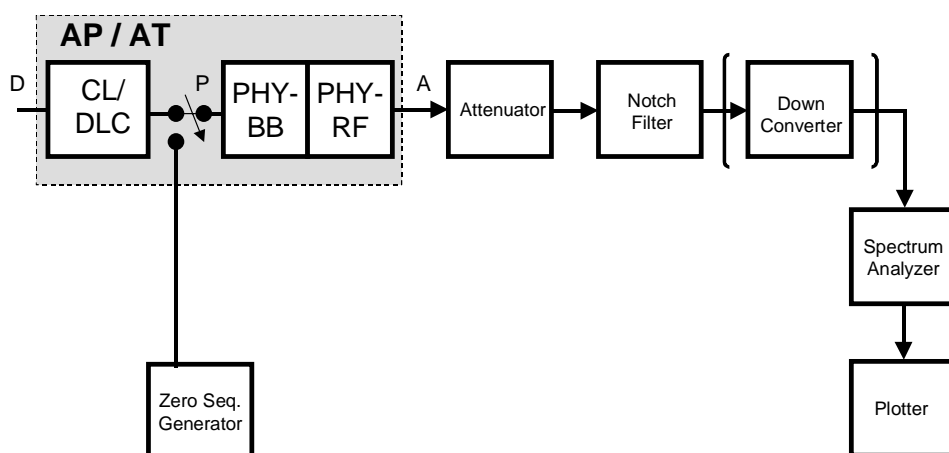 AP / AT
D
CL/
DLC
P
PHY-
BB
PHY-
RF
A
Attenuator
Notch
Filter
Down
Converter
Spectrum
Analyzer
Zero Seq.
Generator
Plotter